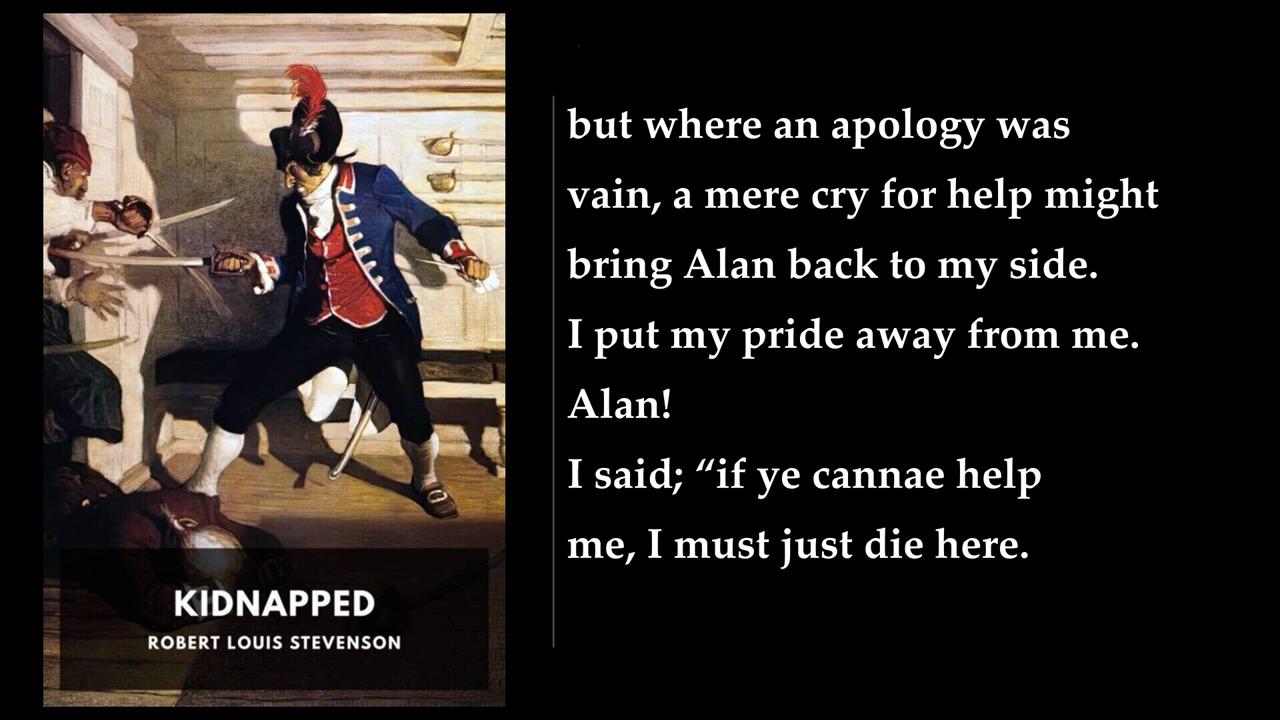 KIDNAPPED
ROBERT LOUIS STEVENSON
but where an apology was
vain, a mere cry for help might
bring Alan back to my side.
I put my pride away from me.
Alan!
I said; “if ye cannae help
me, I must just die here.